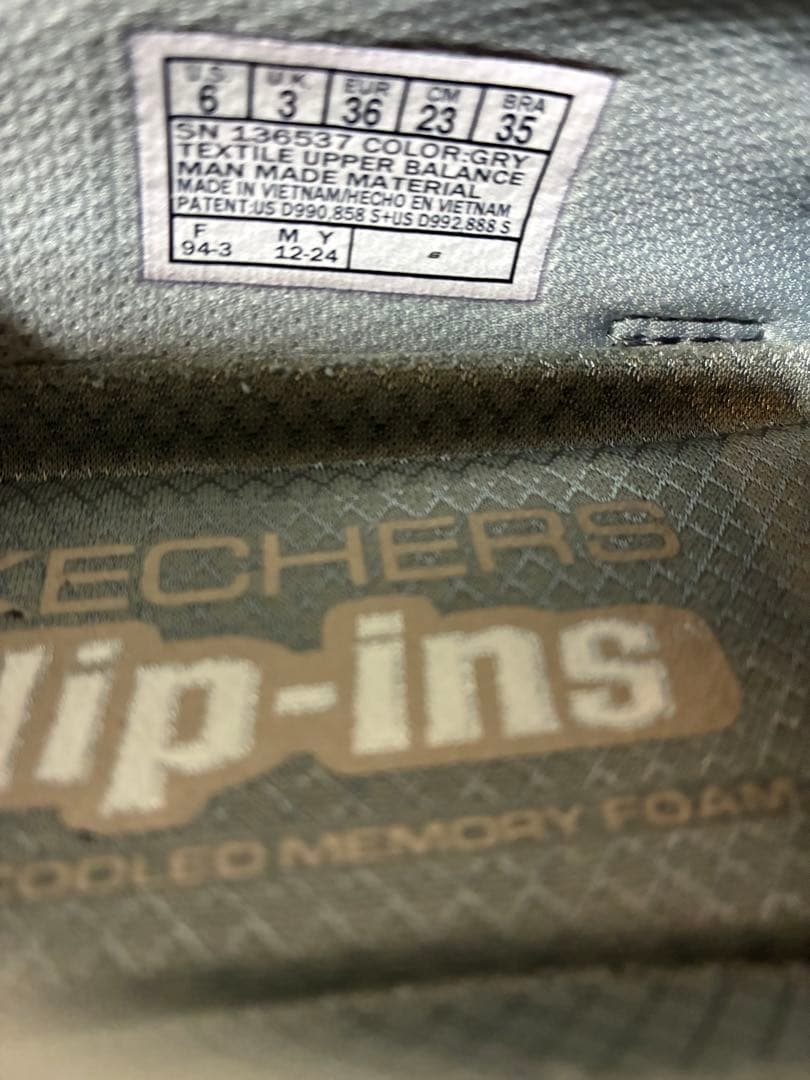 U.S. U.K. EUR CM BRA
6 3 36 23 35
SN 136537 COLOR:GRY
TEXTILE UPPER BALANCE
MAN MADE MATERIAL
MADE IN VIETNAM/HECHO EN VIETNAM
PATENT:US D990,858 S+US D992,888 S
F M Y
94-3 12-24
KECHERS
lip-ins
COOLED MEMORY FOAM